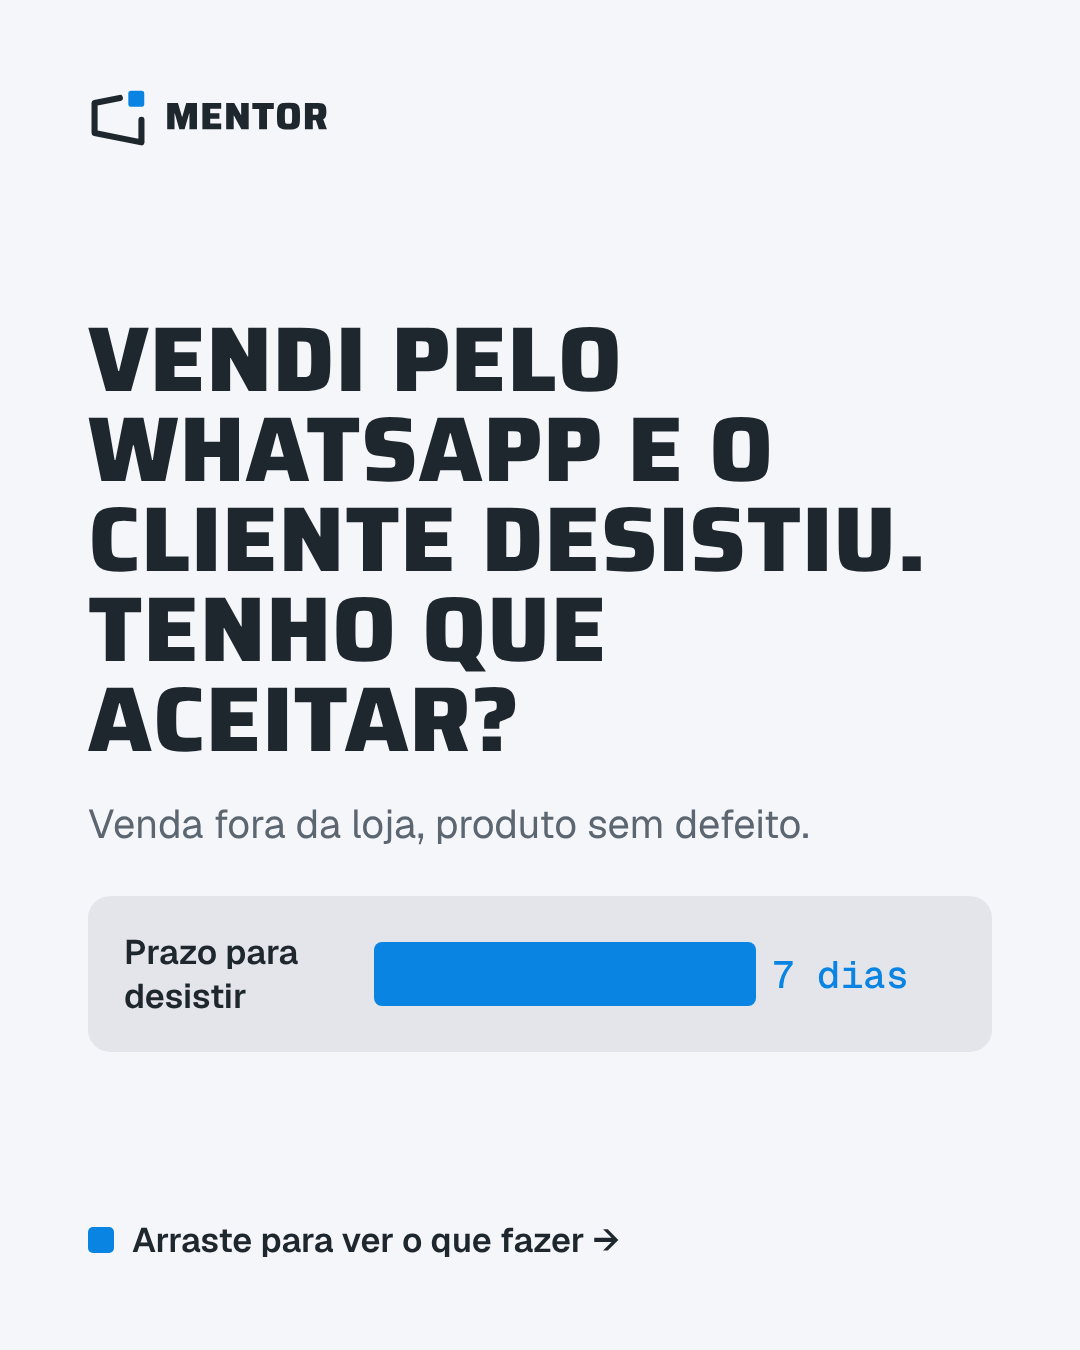 MENTOR
VENDI PELO
WHATSAPP E O
CLIENTE DESISTIU.
TENHO QUE
ACEITAR?
Venda fora da loja, produto sem defeito.
Prazo para
desistir
7 dias
Arraste para ver o que fazer →